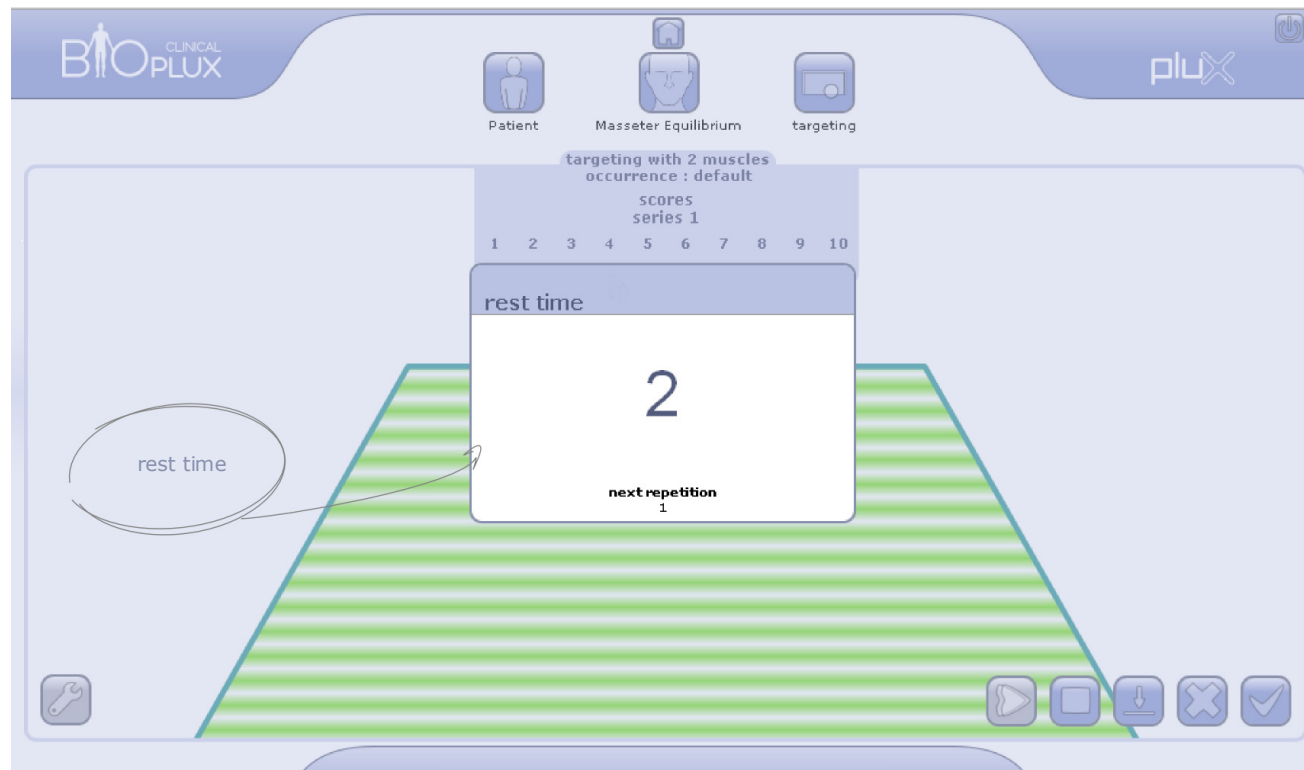 BIOPLUX
CLINICAL
plux
Patient
Masseter Equilibrium
targeting
targeting with 2 muscles
occurrence : default
scores
series 1
1 2 3 4 5 6 7 8 9 10
rest time
2
next repetition
1
rest time